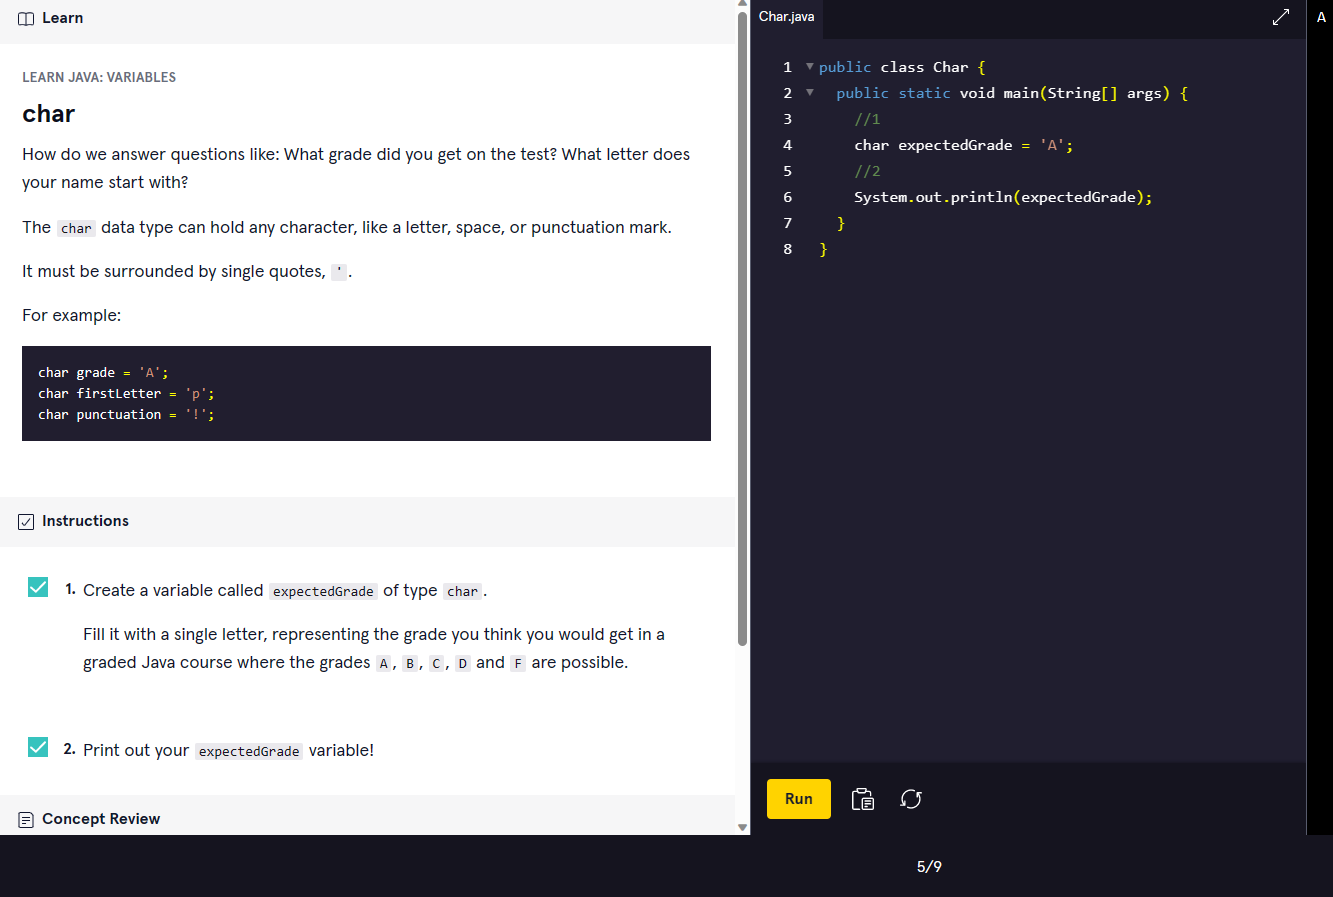 Learn
LEARN JAVA: VARIABLES
char
How do we answer questions like: What grade did you get on the test? What letter does
your name start with?
The char data type can hold any character, like a letter, space, or punctuation mark.
It must be surrounded by single quotes, '.
For example:
char grade = 'A';
char firstLetter = 'p';
char punctuation = '!';
Instructions
1. Create a variable called expectedGrade of type char.
Fill it with a single letter, representing the grade you think you would get in a
graded Java course where the grades A, B, C, D and F are possible.
2. Print out your expectedGrade variable!
Concept Review
Char.java
1 public class Char {
2 public static void main(String[] args) {
3 //1
4 char expectedGrade = 'A';
5 //2
6 System.out.println(expectedGrade);
7 }
8 }
Run
A
5/9